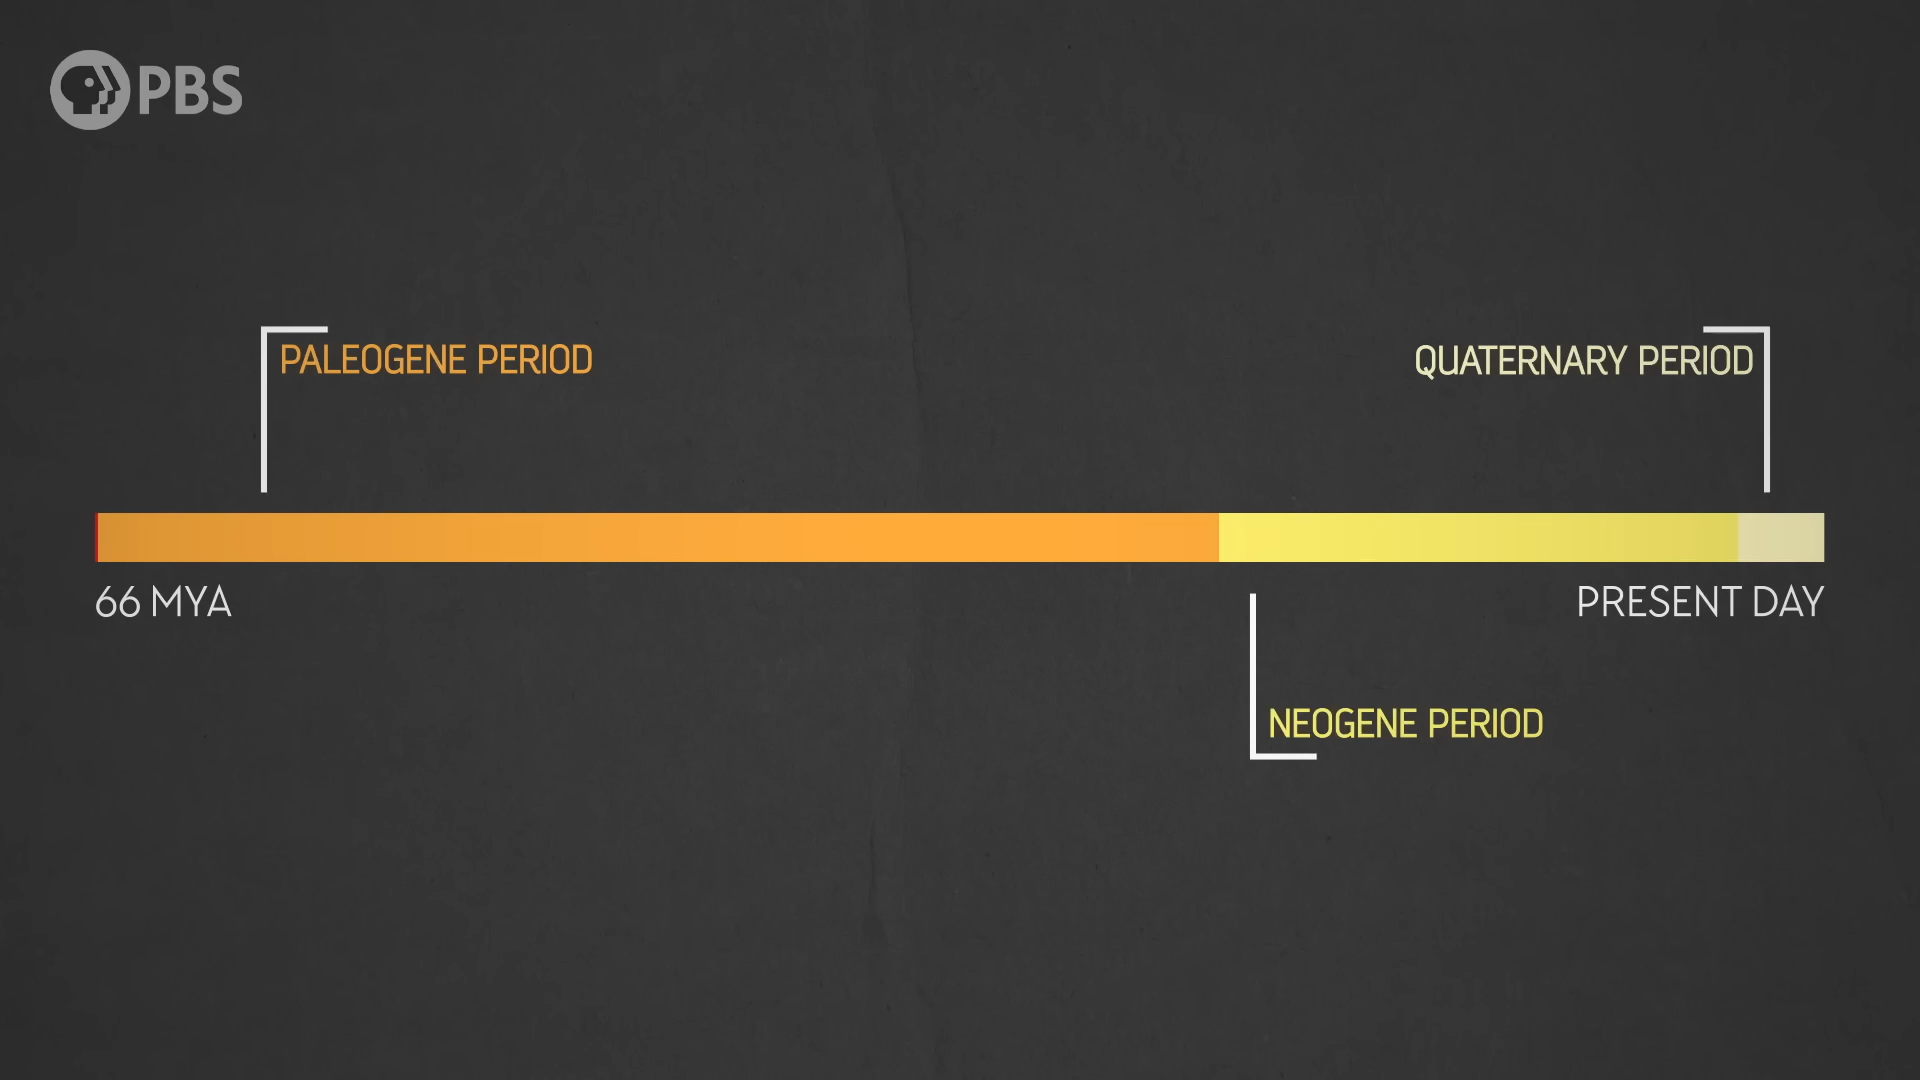 PBS
PALEOGENE PERIOD
QUATERNARY PERIOD
66 MYA
PRESENT DAY
NEOGENE PERIOD